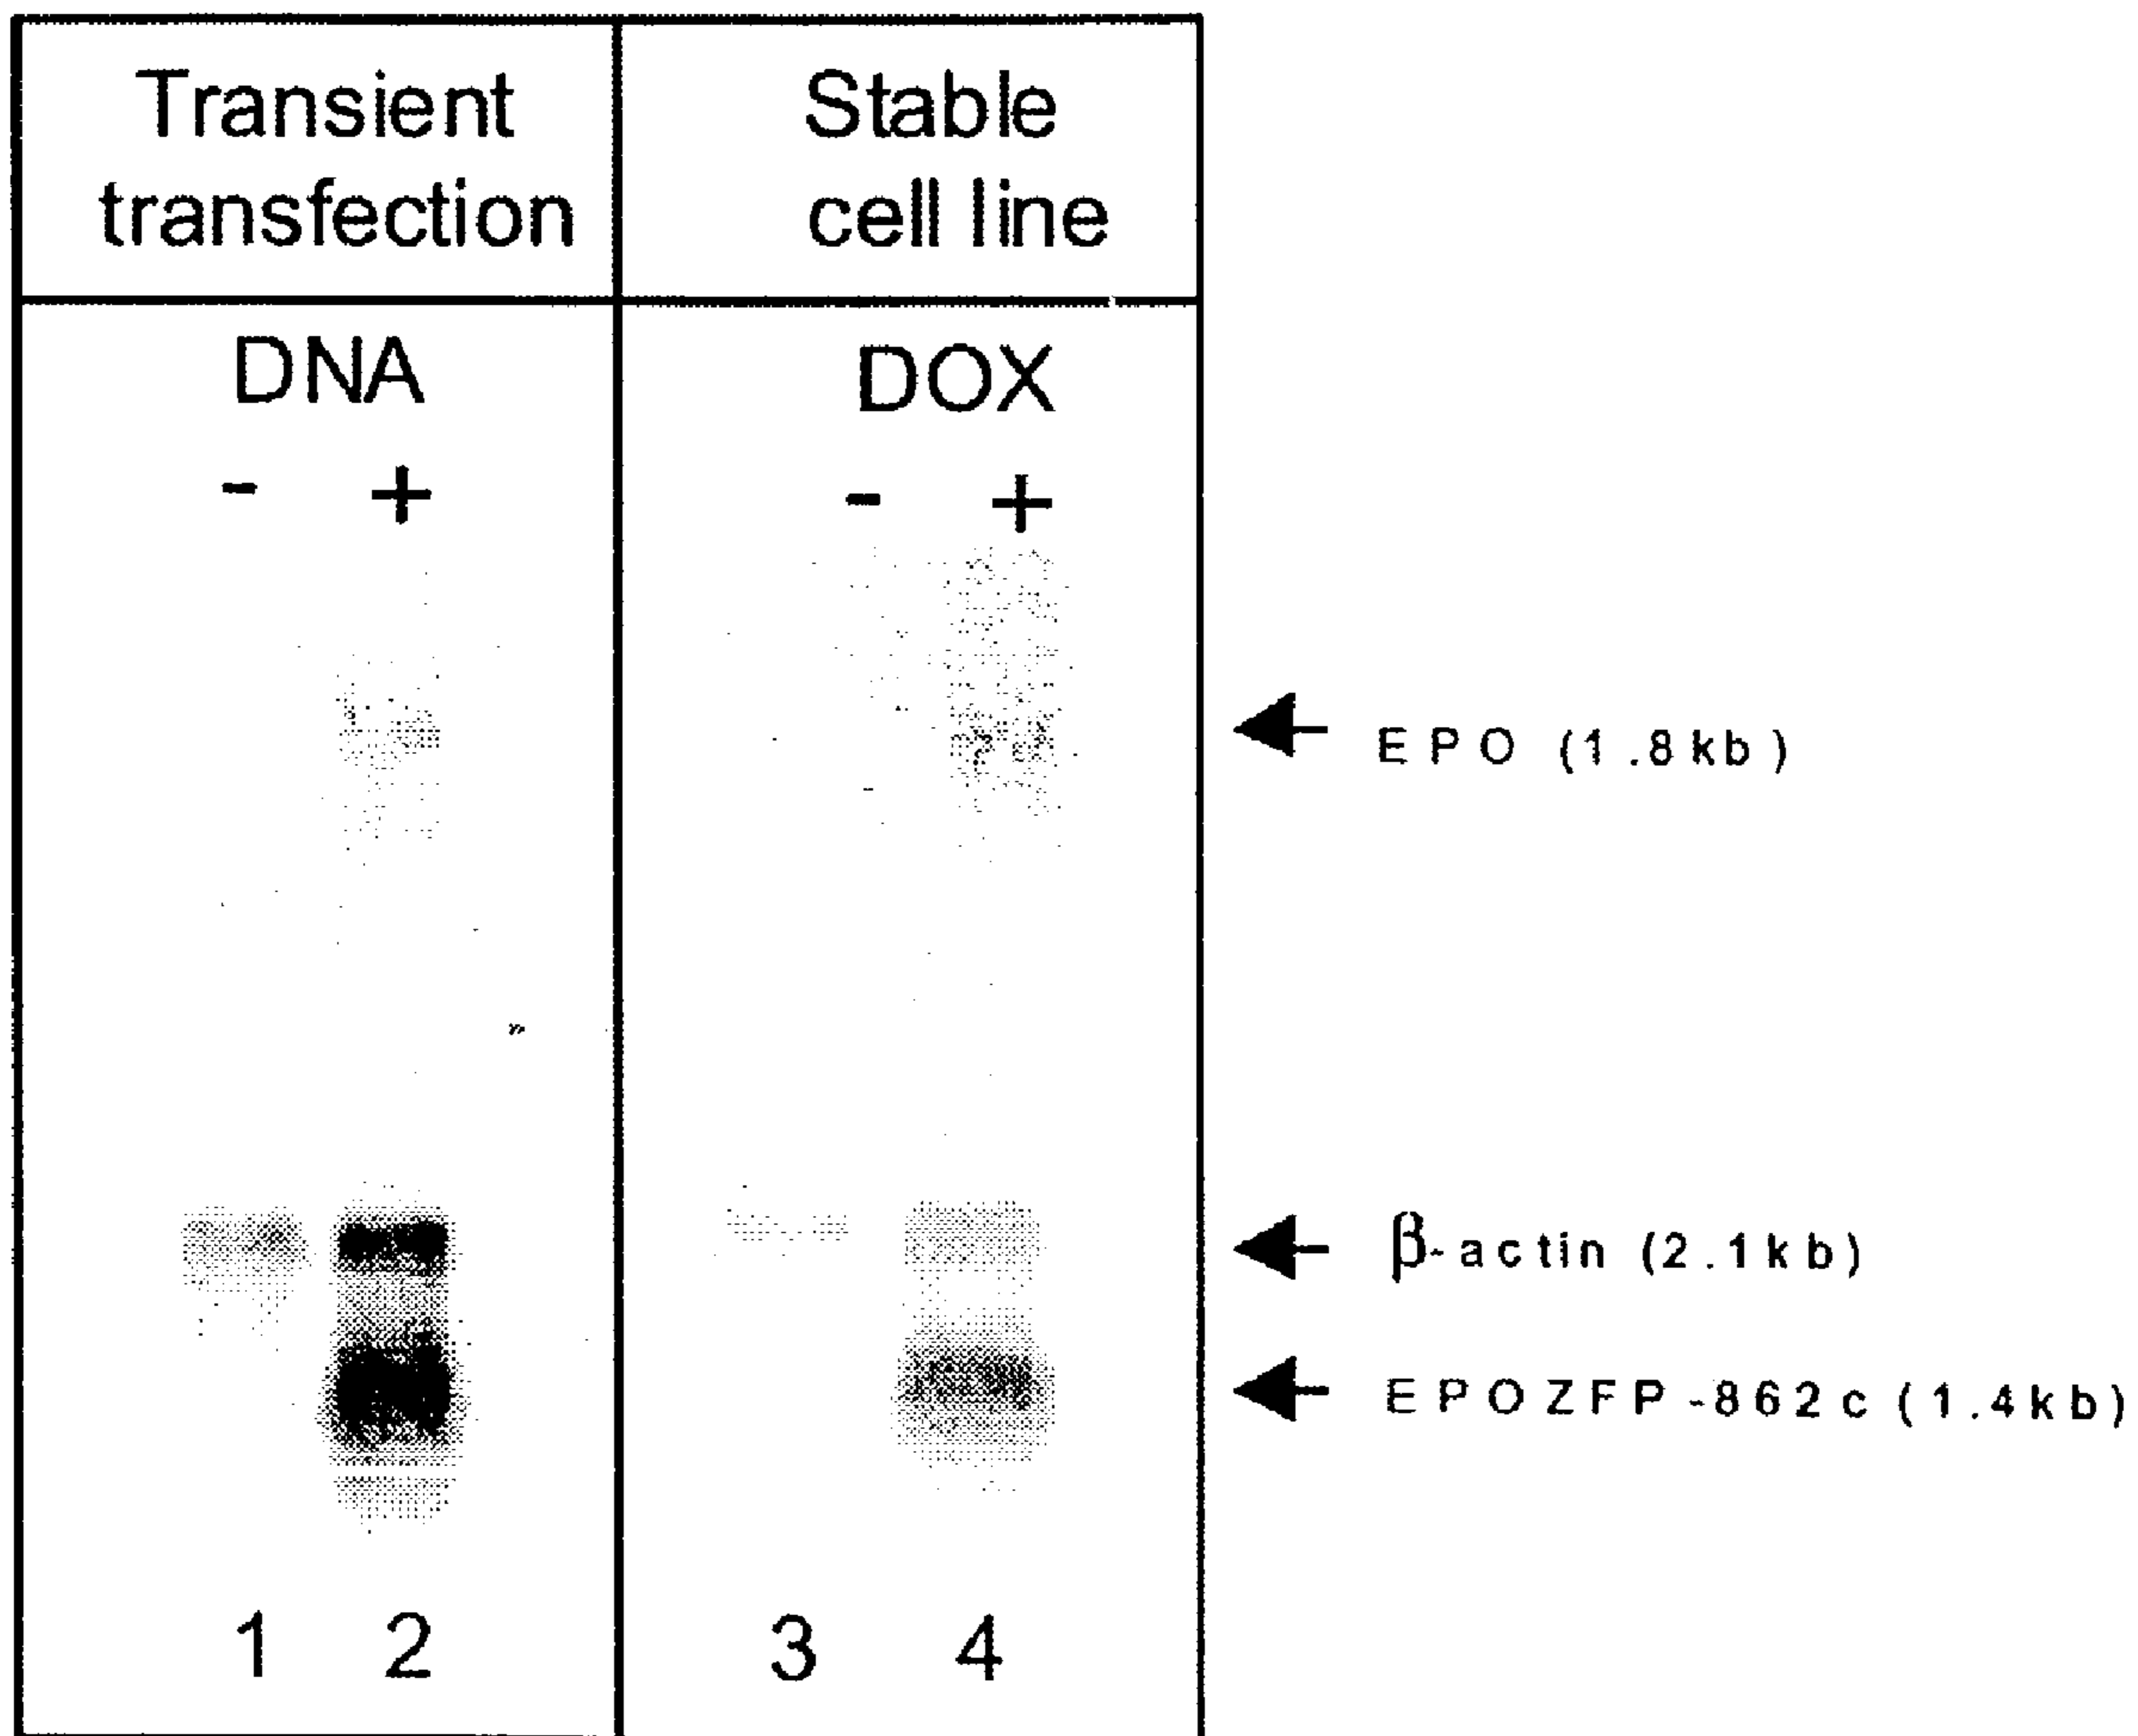 Transient
transfection
Stable
cell line
DNA
DOX
- +
- +
EPO (1.8kb)
β-actin (2.1kb)
EPOZFP-862c (1.4kb)
1 2
3 4